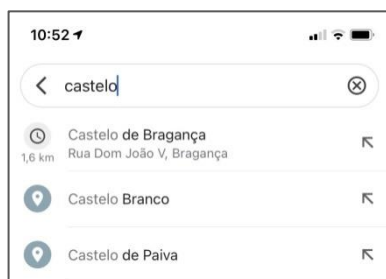 10:52
castelo
Castelo de Bragança
1,6 km
Rua Dom João V, Bragança
Castelo Branco
Castelo de Paiva